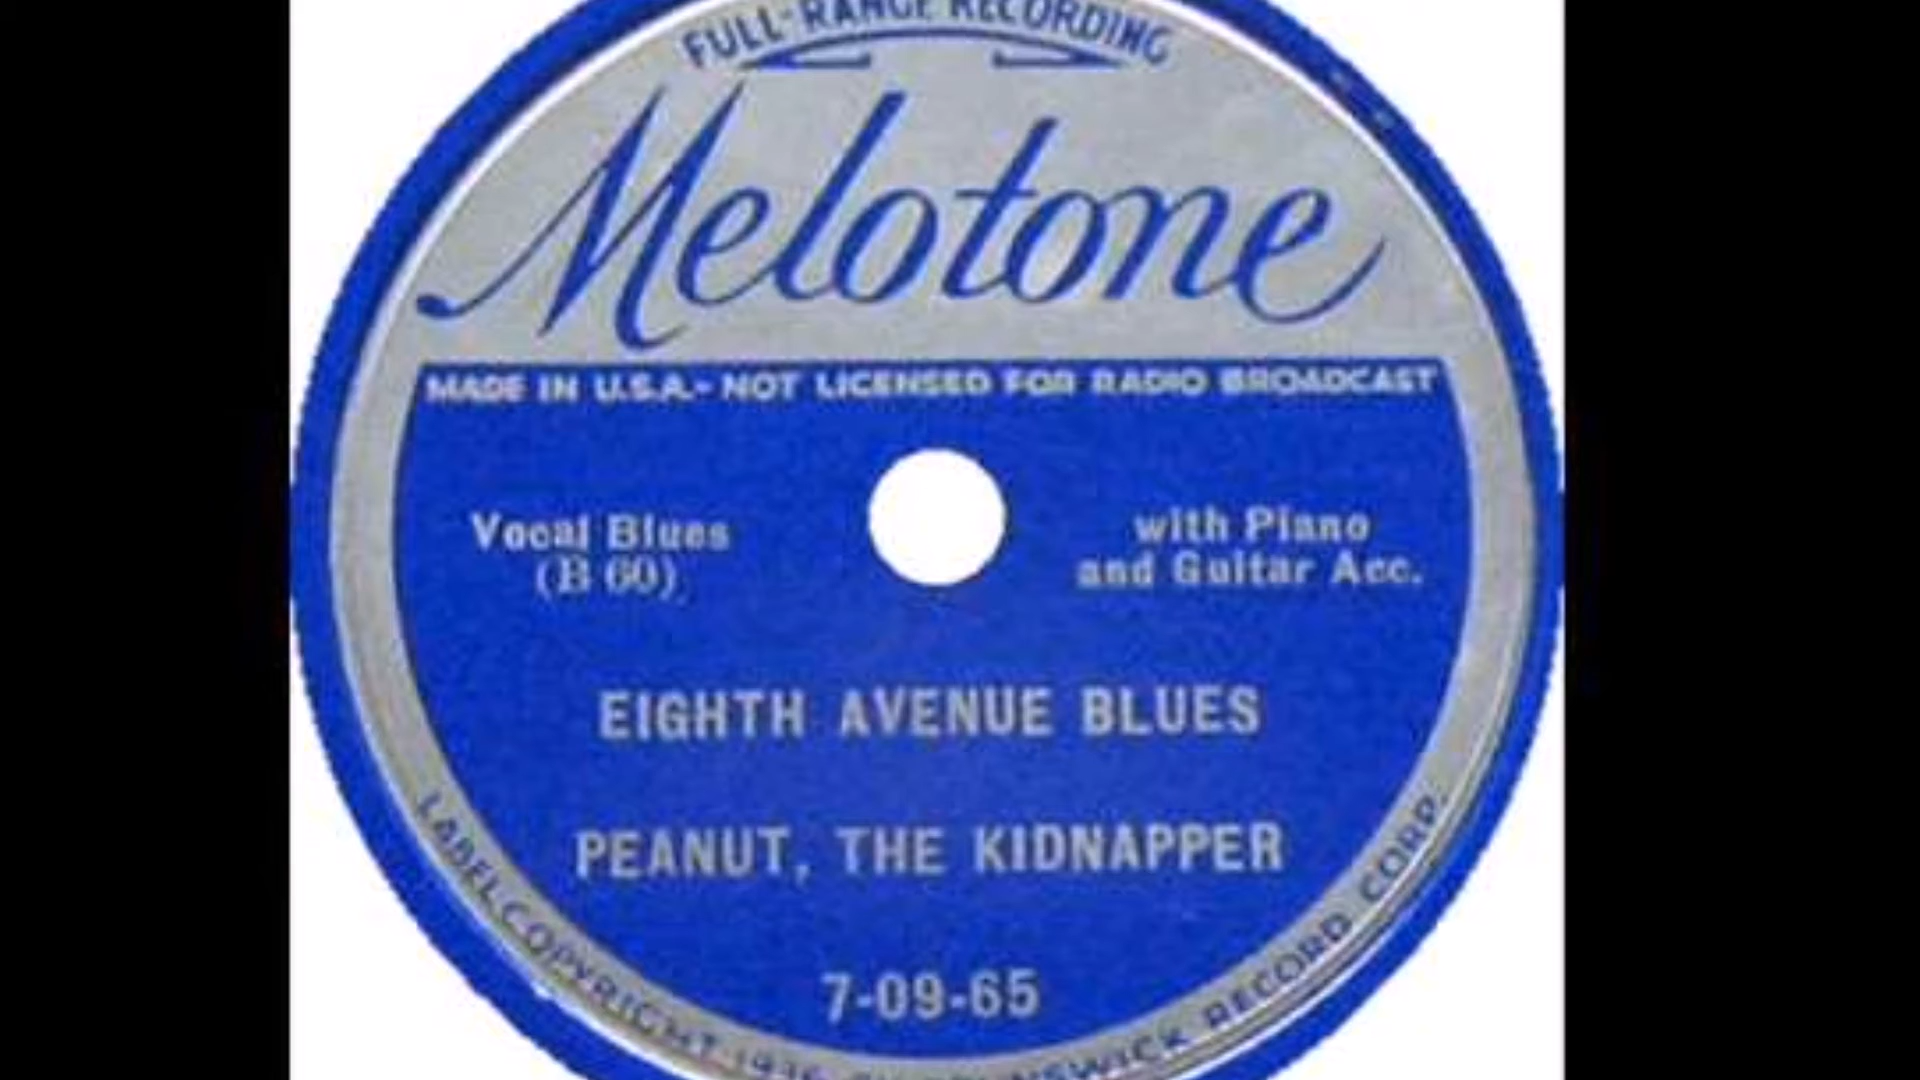 FULL-RANGE RECORDING
Melotone
MADE IN U.S.A.- NOT LICENSED FOR RADIO BROADCAST
Vocal Blues
(B 60)
with Piano
and Guitar Acc.
EIGHTH AVENUE BLUES
PEANUT, THE KIDNAPPER
7-09-65
LABEL COPYRIGHT BRUNSWICK RECORD CORP.